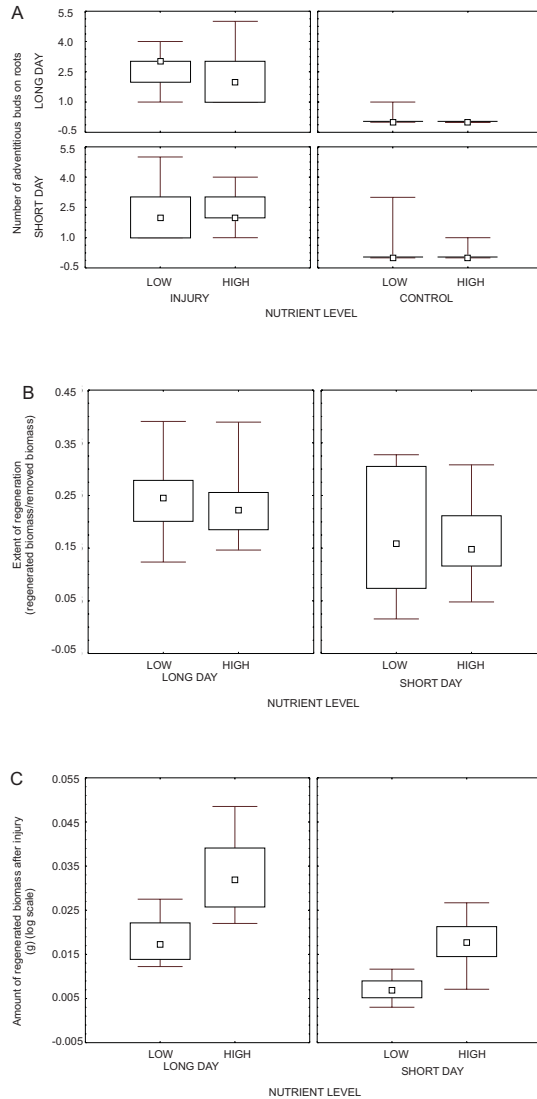 A
Number of adventitious buds on roots
LONG DAY
5.5
4.0
2.5
1.0
-0.5
SHORT DAY
5.5
4.0
2.5
1.0
-0.5
LOW HIGH LOW HIGH
INJURY CONTROL
NUTRIENT LEVEL
B
Extent of regeneration
(regenerated biomass/removed biomass)
0.45
0.35
0.25
0.15
0.05
-0.05
LOW HIGH LOW HIGH
LONG DAY SHORT DAY
NUTRIENT LEVEL
C
Amount of regenerated biomass after injury
(g) (log scale)
0.055
0.045
0.035
0.025
0.015
0.005
-0.005
LOW HIGH LOW HIGH
LONG DAY SHORT DAY
NUTRIENT LEVEL